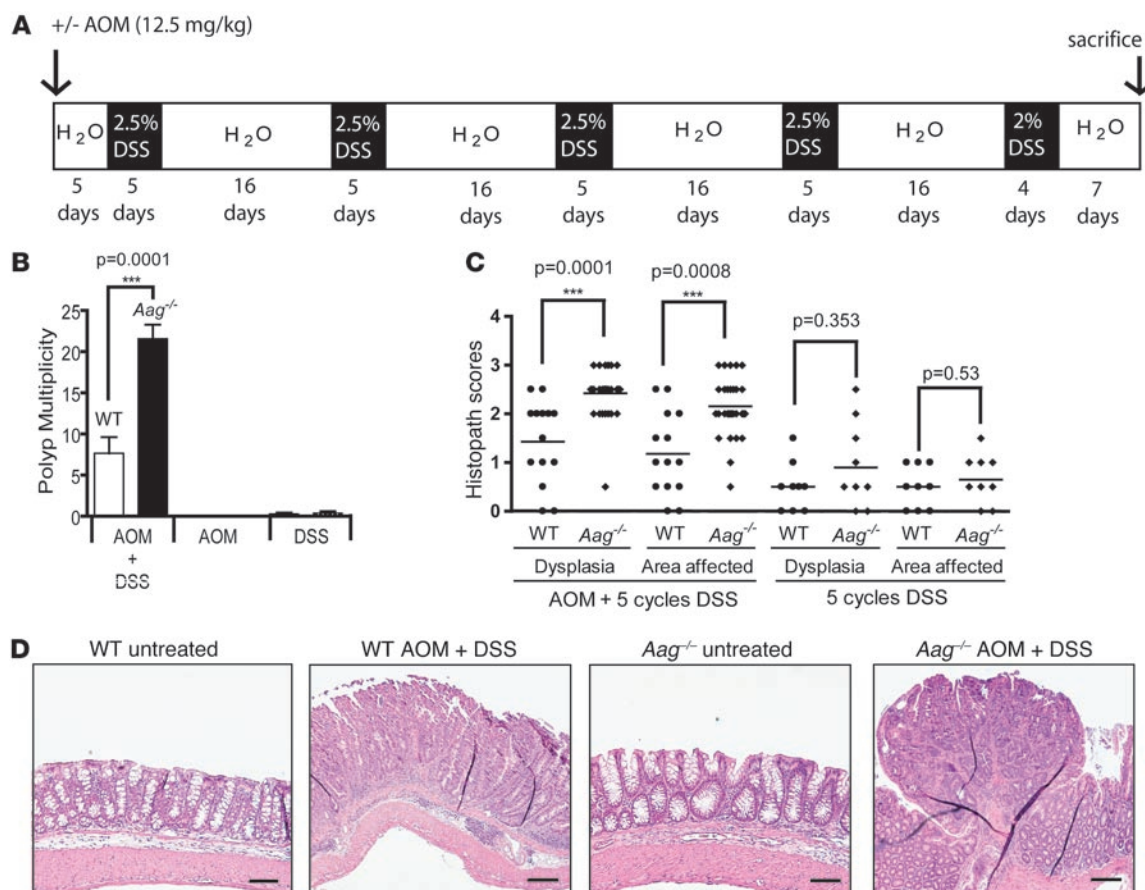 A
+/- AOM (12.5 mg/kg)
sacrifice
H2O
2.5%
DSS
H2O
2.5%
DSS
H2O
2.5%
DSS
H2O
2.5%
DSS
H2O
2%
DSS
H2O
5
days
5
days
16
days
5
days
16
days
5
days
16
days
5
days
16
days
4
days
7
days
B
p=0.0001
***
Aag-/-
WT
Polyp Multiplicity
25
20
15
10
5
0
AOM
+
DSS
AOM
DSS
C
p=0.0001
***
p=0.0008
***
p=0.353
p=0.53
Histopath scores
4
3
2
1
0
WT Aag-/- WT Aag-/- WT Aag-/- WT Aag-/-
Dysplasia Area affected Dysplasia Area affected
AOM + 5 cycles DSS 5 cycles DSS
D
WT untreated
WT AOM + DSS
Aag-/- untreated
Aag-/- AOM + DSS